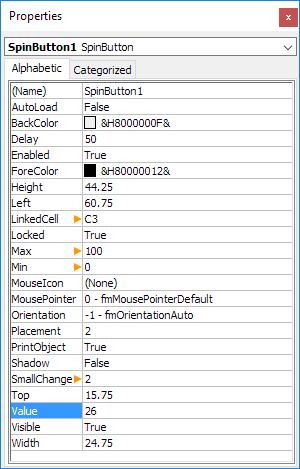 Properties
x
SpinButton1 SpinButton
Alphabetic Categorized
(Name) SpinButton1
AutoLoad False
BackColor &H8000000F&
Delay 50
Enabled True
ForeColor &H80000012&
Height 44.25
Left 60.75
LinkedCell C3
Locked True
Max 100
Min 0
MouseIcon (None)
MousePointer 0 - fmMousePointerDefault
Orientation -1 - fmOrientationAuto
Placement 2
PrintObject True
Shadow False
SmallChange 2
Top 15.75
Value 26
Visible True
Width 24.75